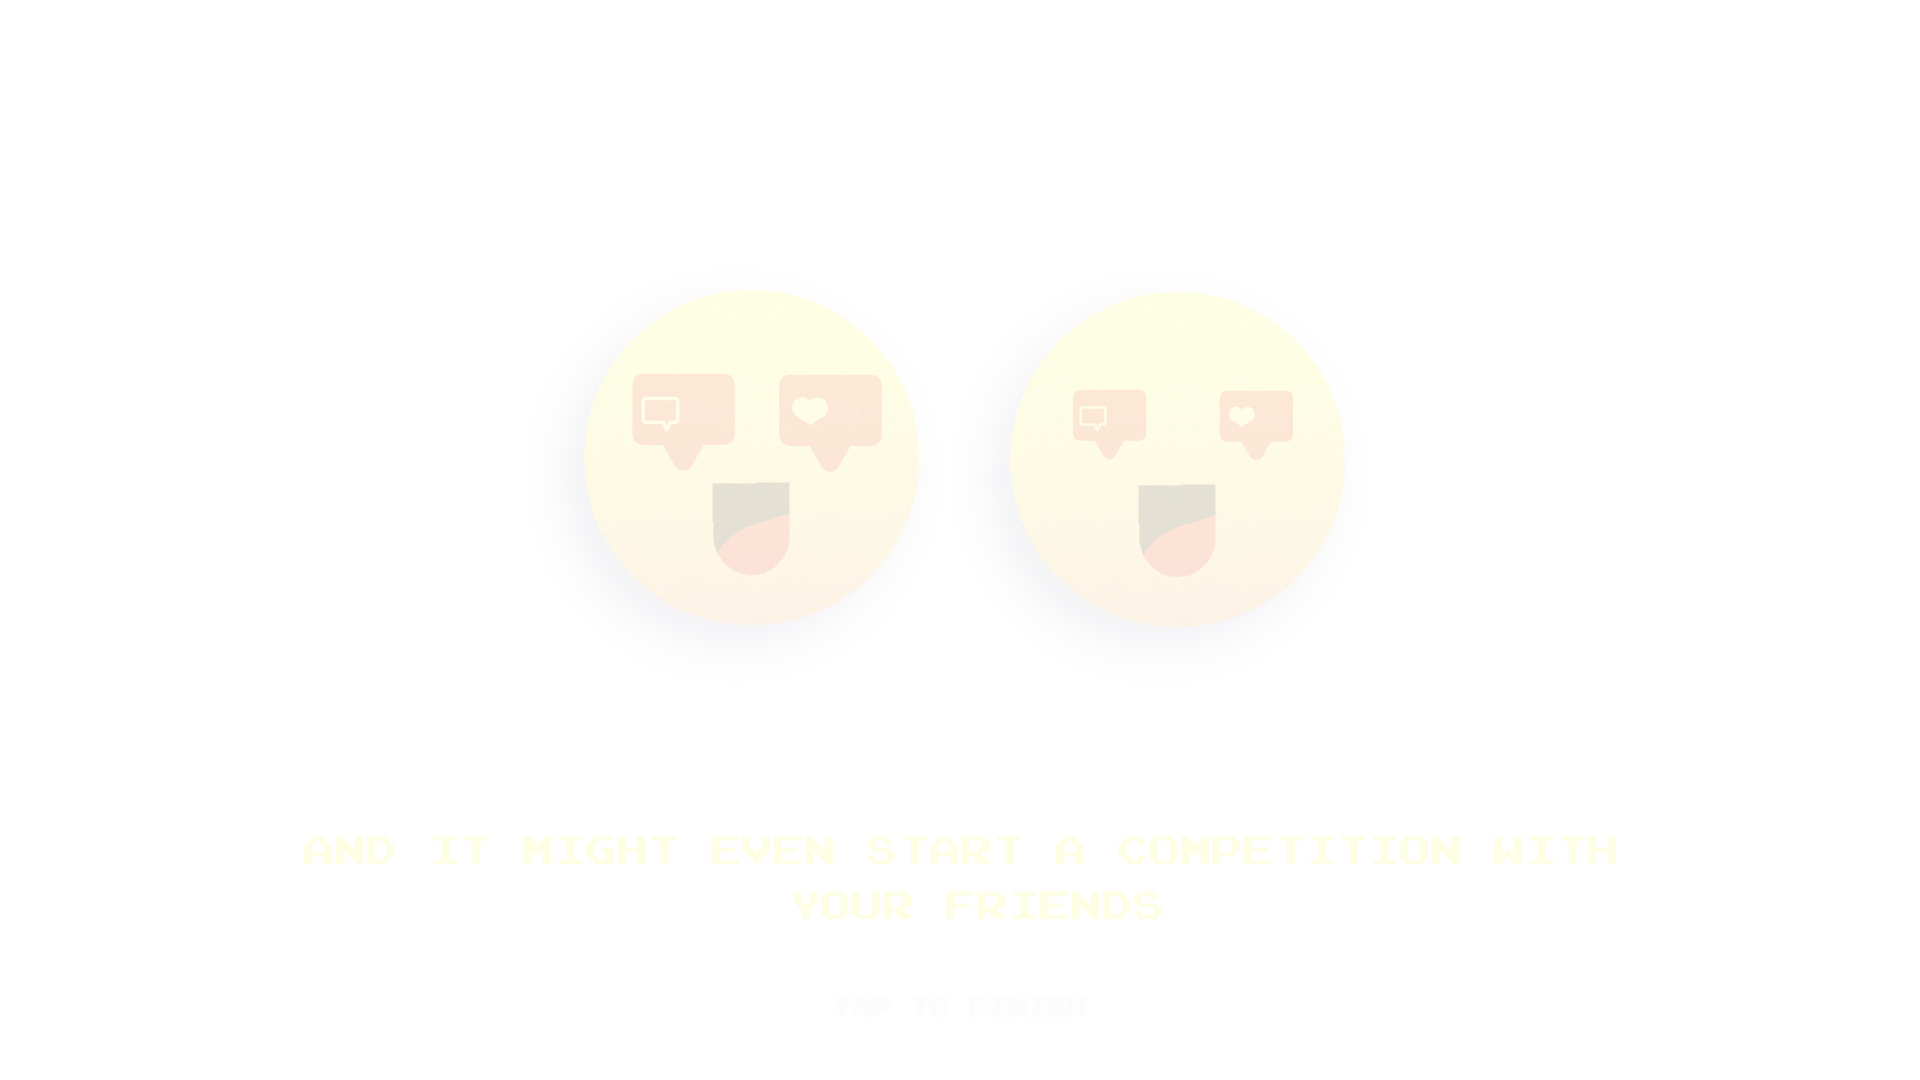 AND IT MIGHT EVEN START A COMPETITION WITH
YOUR FRIENDS
TAP TO FINISH